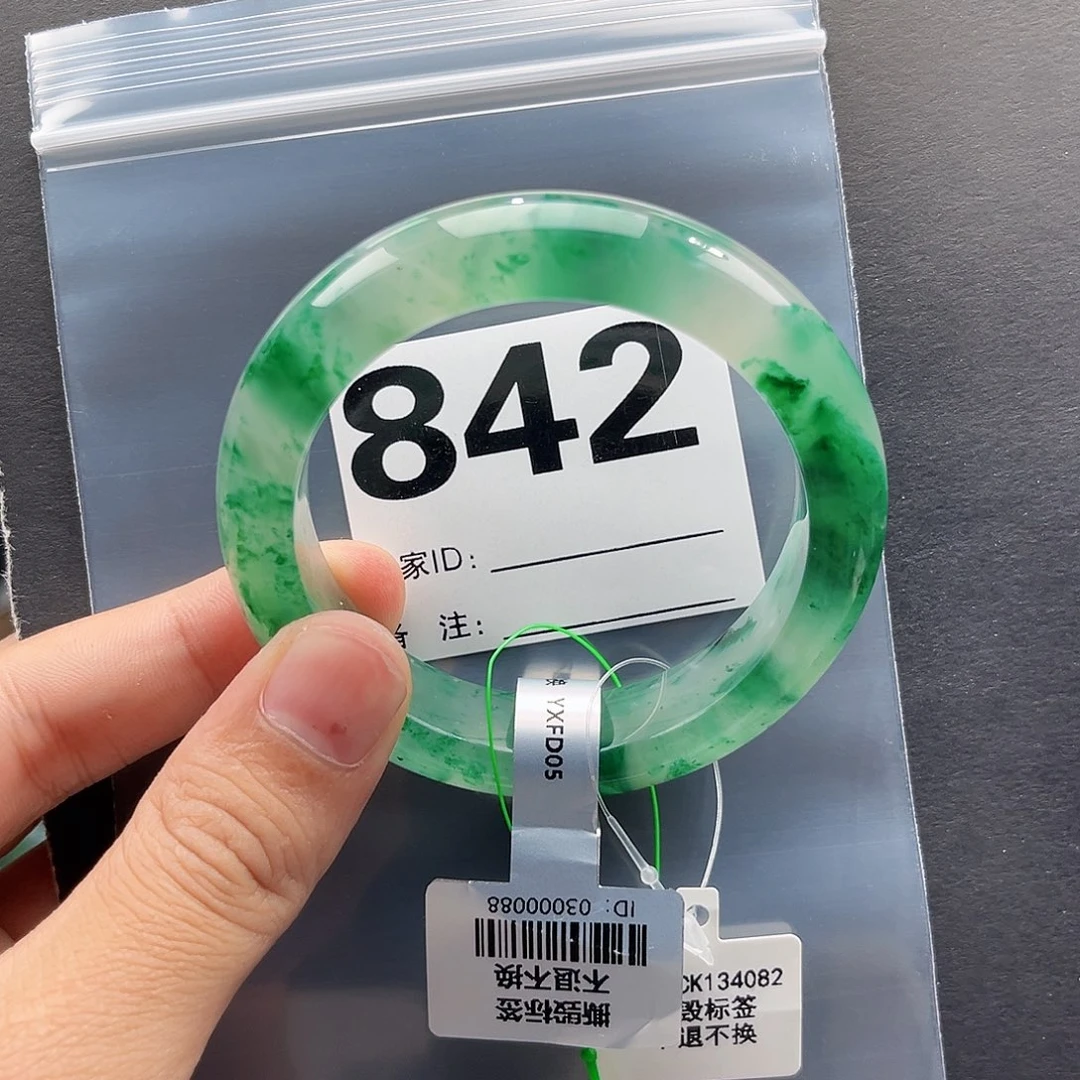 842
家ID:
注:
YXFD05
ID: 03000088
撕毁标签
不退不换
CK134082
毁标签
退不换